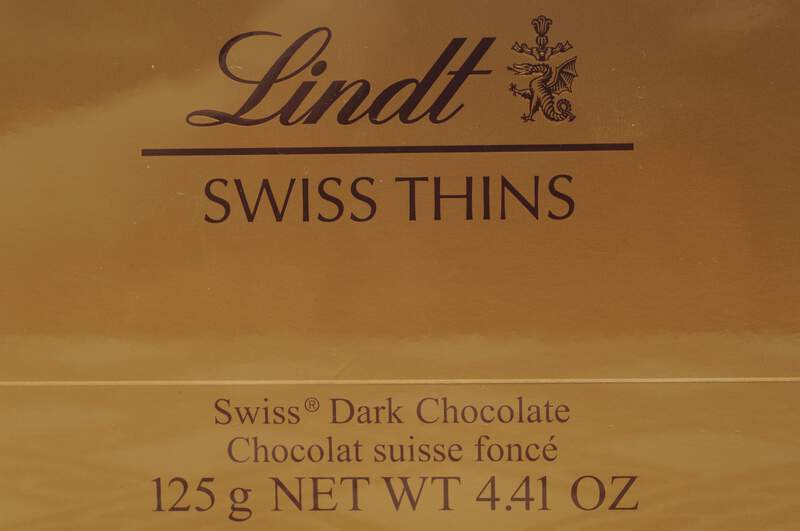 Lindt
SWISS THINS
Swiss® Dark Chocolate
Chocolat suisse foncé
125 g NET WT 4.41 OZ